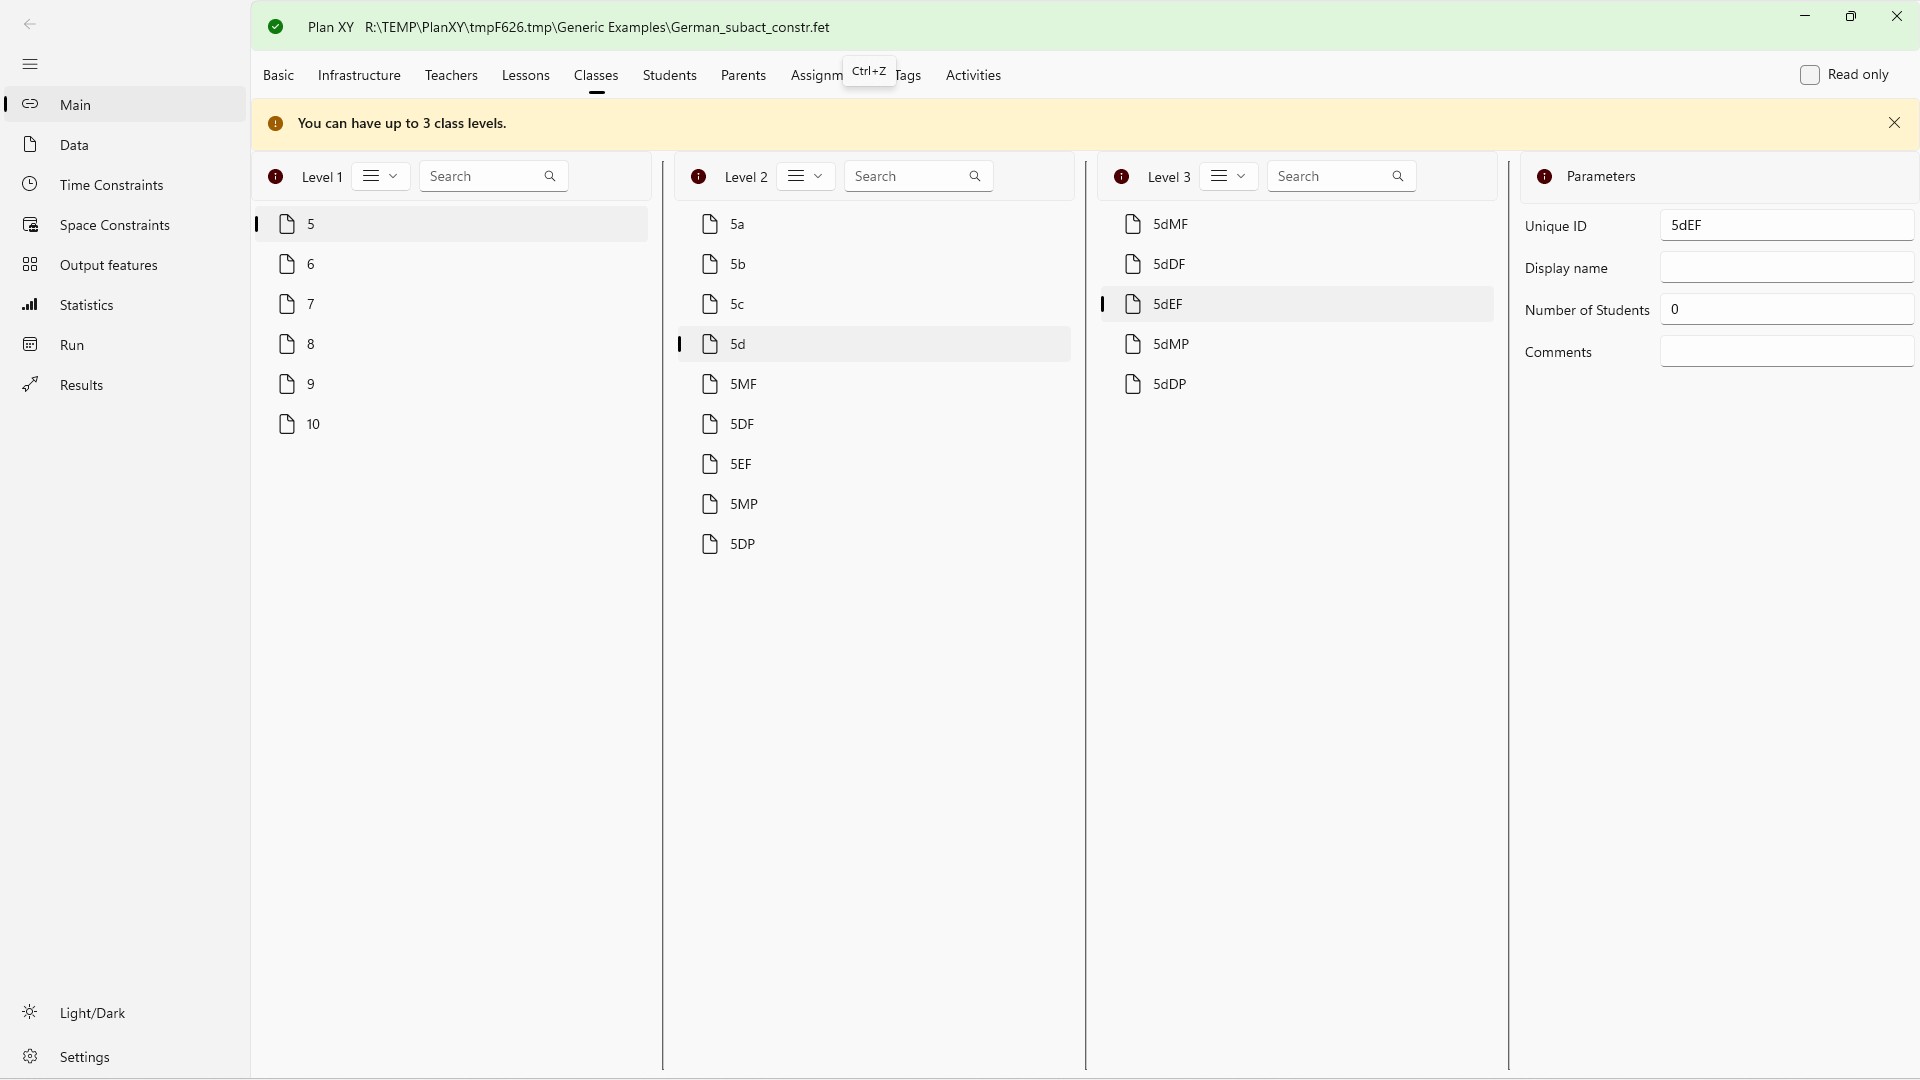 Plan XY R:\TEMP\PlanXY\tmpF626.tmp\Generic Examples\German_subact_constr.fet
Basic Infrastructure Teachers Lessons Classes Students Parents Assignm Tags Activities
Ctrl+Z
Read only
You can have up to 3 class levels.
Main
Data
Time Constraints
Space Constraints
Output features
Statistics
Run
Results
Light/Dark
Settings
Level 1 Search
5
6
7
8
9
10
Level 2 Search
5a
5b
5c
5d
5MF
5DF
5EF
5MP
5DP
Level 3 Search
5dMF
5dDF
5dEF
5dMP
5dDP
Parameters
Unique ID 5dEF
Display name
Number of Students 0
Comments